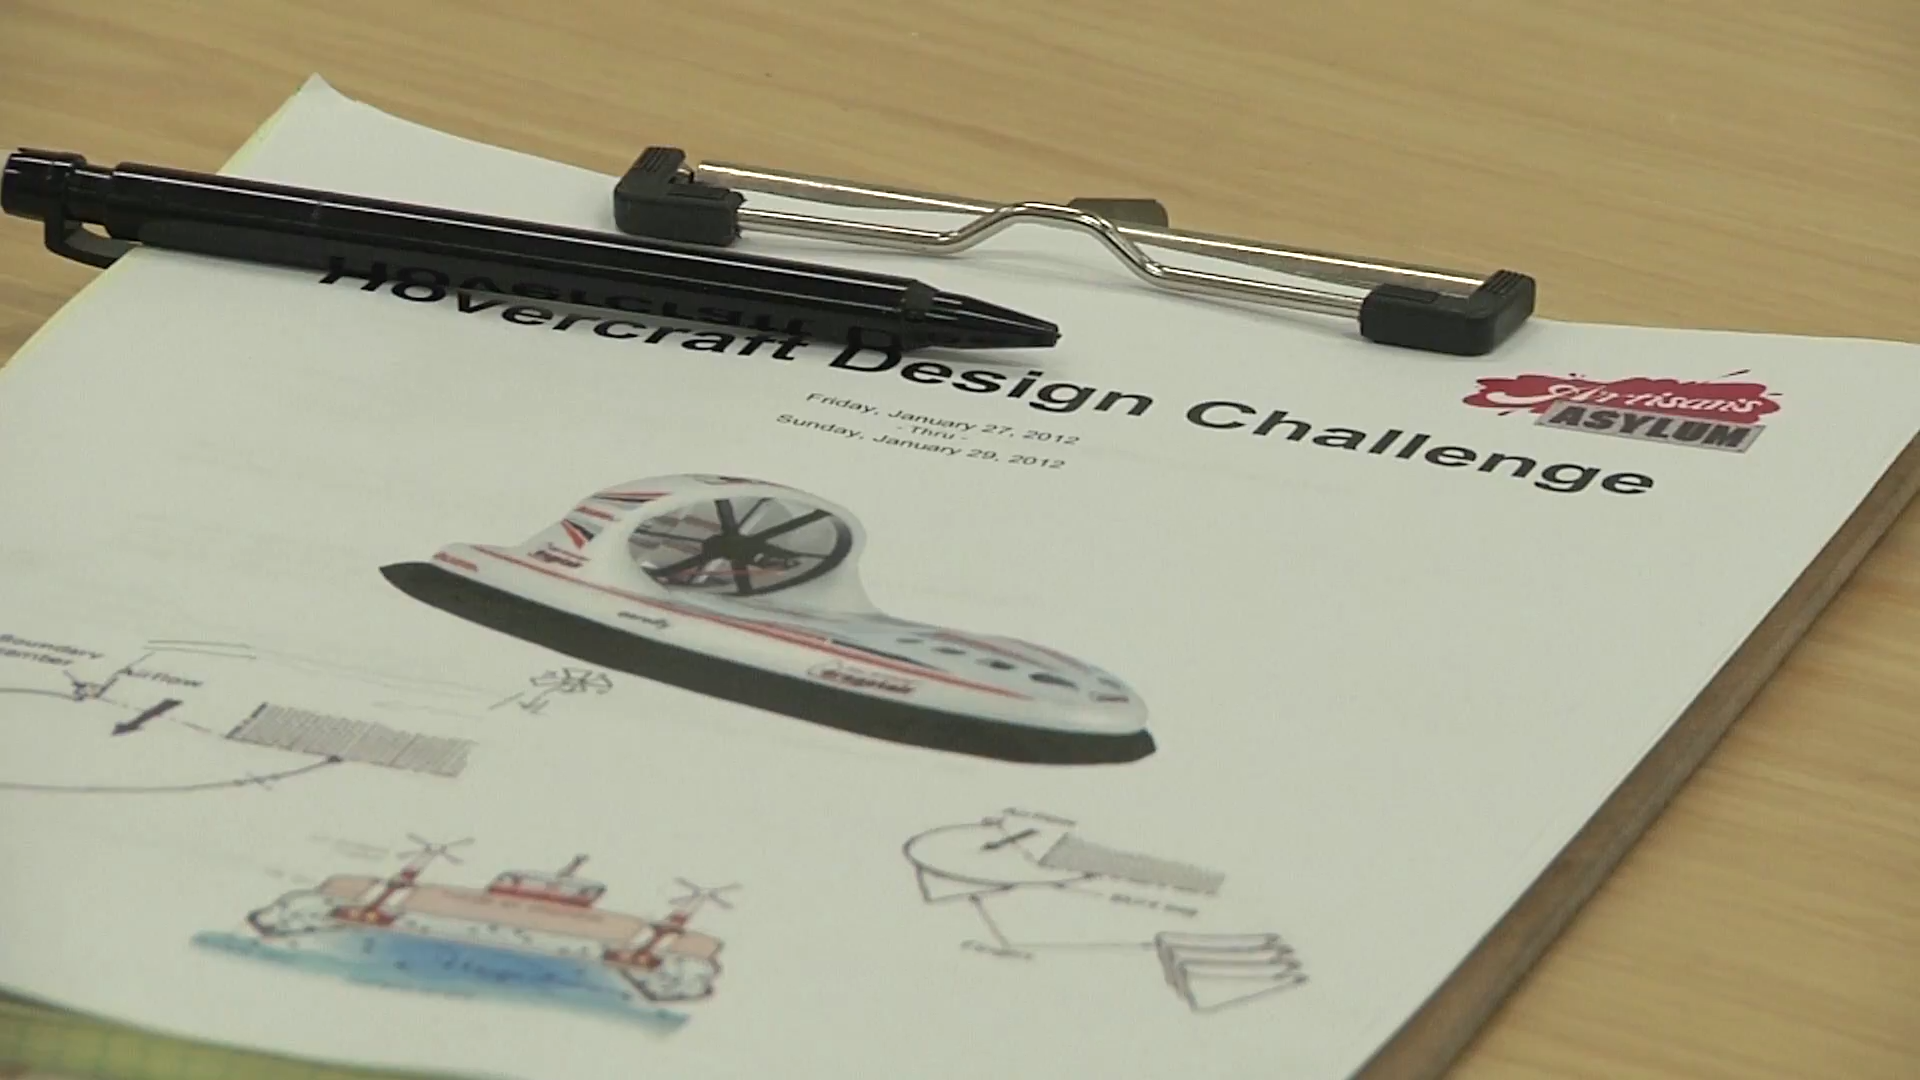 Hovercraft Design Challenge
Artisan's
ASYLUM
Friday, January 27, 2012
- Thru -
Sunday, January 29, 2012
Boundary
Airflow